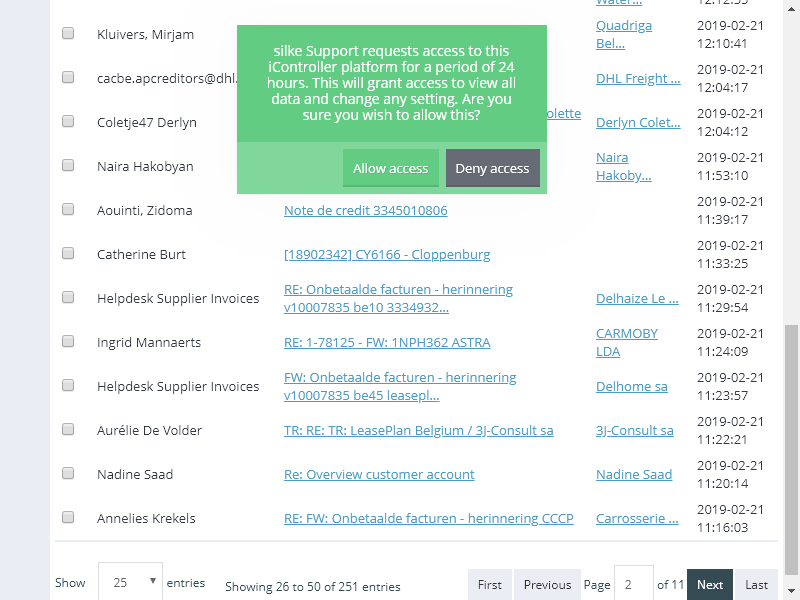 Water...
12:12:53
Kluivers, Mirjam
Quadriga
Bel...
2019-02-21
12:10:41
cacbe.apcreditors@dhl.
DHL Freight ...
2019-02-21
12:04:17
Coletje47 Derlyn
olette
Derlyn Colet...
2019-02-21
12:04:12
Naira Hakobyan
Naira
Hakoby...
2019-02-21
11:53:10
silke Support requests access to this
iController platform for a period of 24
hours. This will grant access to view all
data and change any setting. Are you
sure you wish to allow this?
Allow access
Deny access
Aouinti, Zidoma
Note de credit 3345010806
2019-02-21
11:39:17
Catherine Burt
[18902342] CY6166 - Cloppenburg
2019-02-21
11:33:25
Helpdesk Supplier Invoices
RE: Onbetaalde facturen - herinnering
v10007835 be10 3334932...
Delhaize Le ...
2019-02-21
11:29:54
Ingrid Mannaerts
RE: 1-78125 - FW: 1NPH362 ASTRA
CARMOBY
LDA
2019-02-21
11:24:09
Helpdesk Supplier Invoices
FW: Onbetaalde facturen - herinnering
v10007835 be45 leasepl...
Delhome sa
2019-02-21
11:23:57
Aurélie De Volder
TR: RE: TR: LeasePlan Belgium / 3J-Consult sa
3J-Consult sa
2019-02-21
11:22:21
Nadine Saad
Re: Overview customer account
Nadine Saad
2019-02-21
11:20:14
Annelies Krekels
RE: FW: Onbetaalde facturen - herinnering CCCP
Carrosserie ...
2019-02-21
11:16:03
Show 25 entries
Showing 26 to 50 of 251 entries
First Previous Page 2 of 11 Next Last